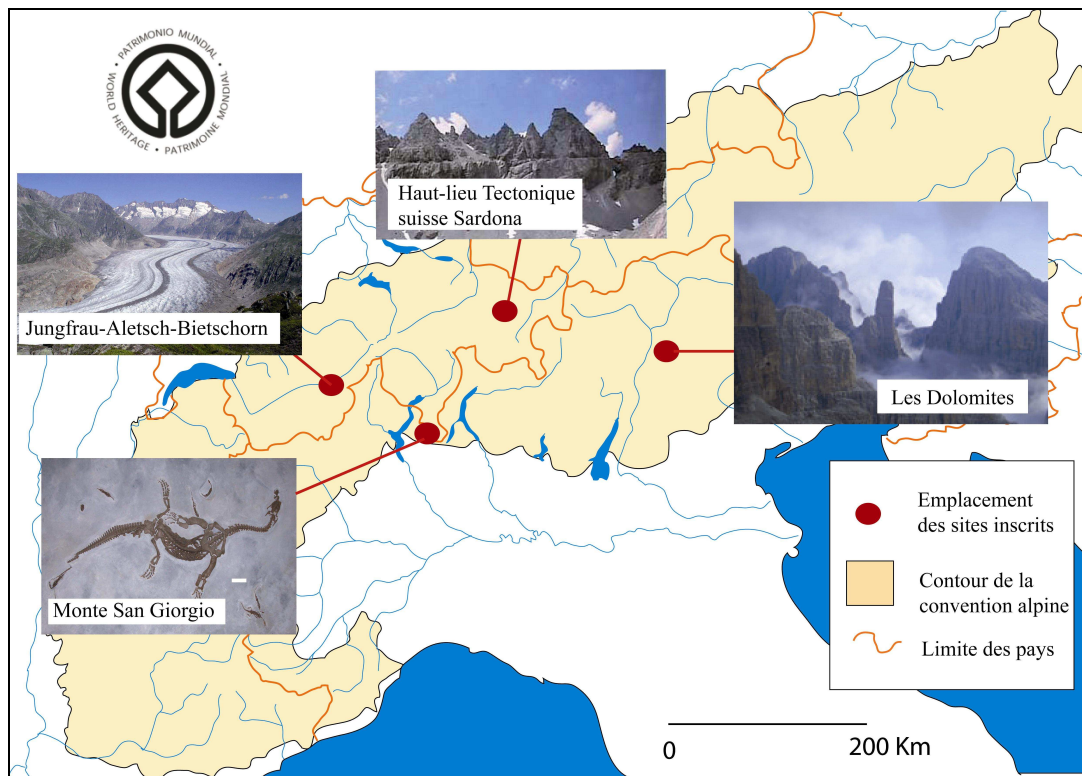 PATRIMONIO MUNDIAL • WORLD HERITAGE • PATRIMOINE MONDIAL •
Haut-lieu Tectonique
suisse Sardona
Jungfrau-Aletsch-Bietschorn
Les Dolomites
Monte San Giorgio
Emplacement
des sites inscrits
Contour de la
convention alpine
Limite des pays
0
200 Km